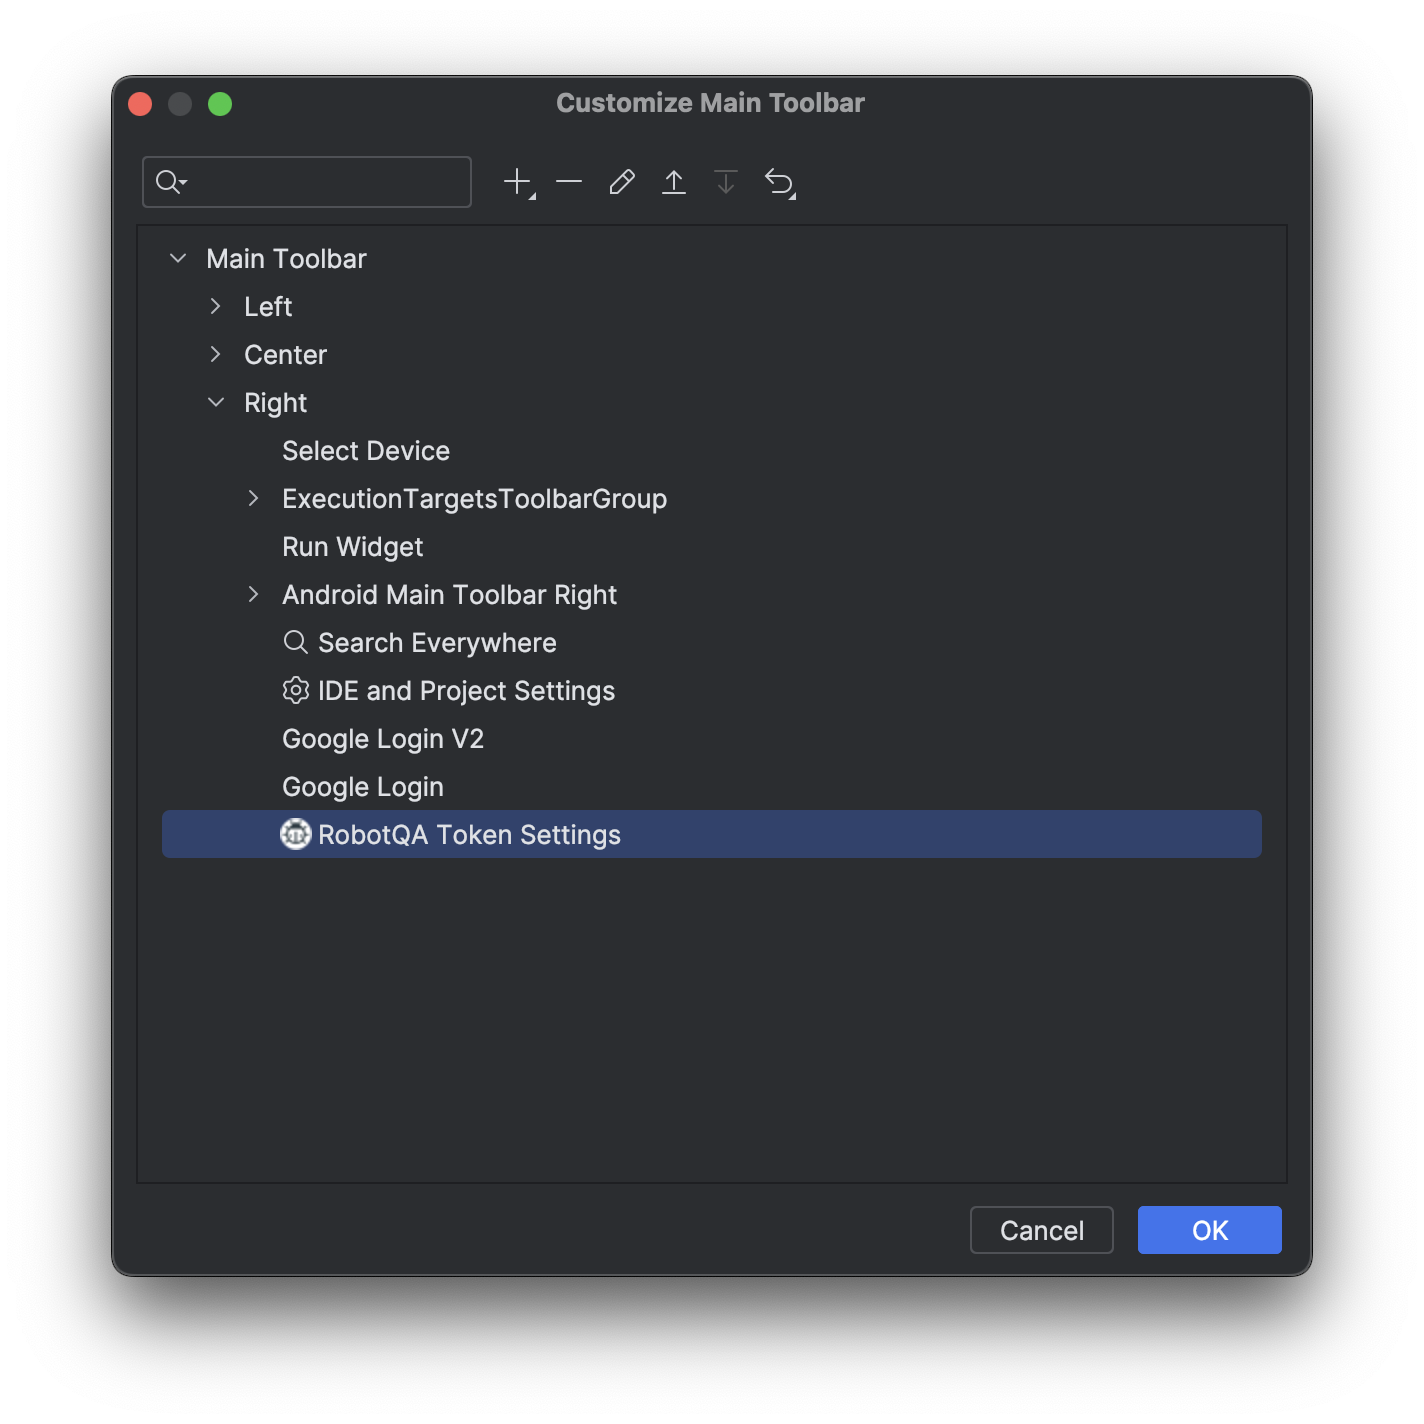 Customize Main Toolbar
Main Toolbar
Left
Center
Right
Select Device
ExecutionTargetsToolbarGroup
Run Widget
Android Main Toolbar Right
Search Everywhere
IDE and Project Settings
Google Login V2
Google Login
RobotQA Token Settings
Cancel
OK